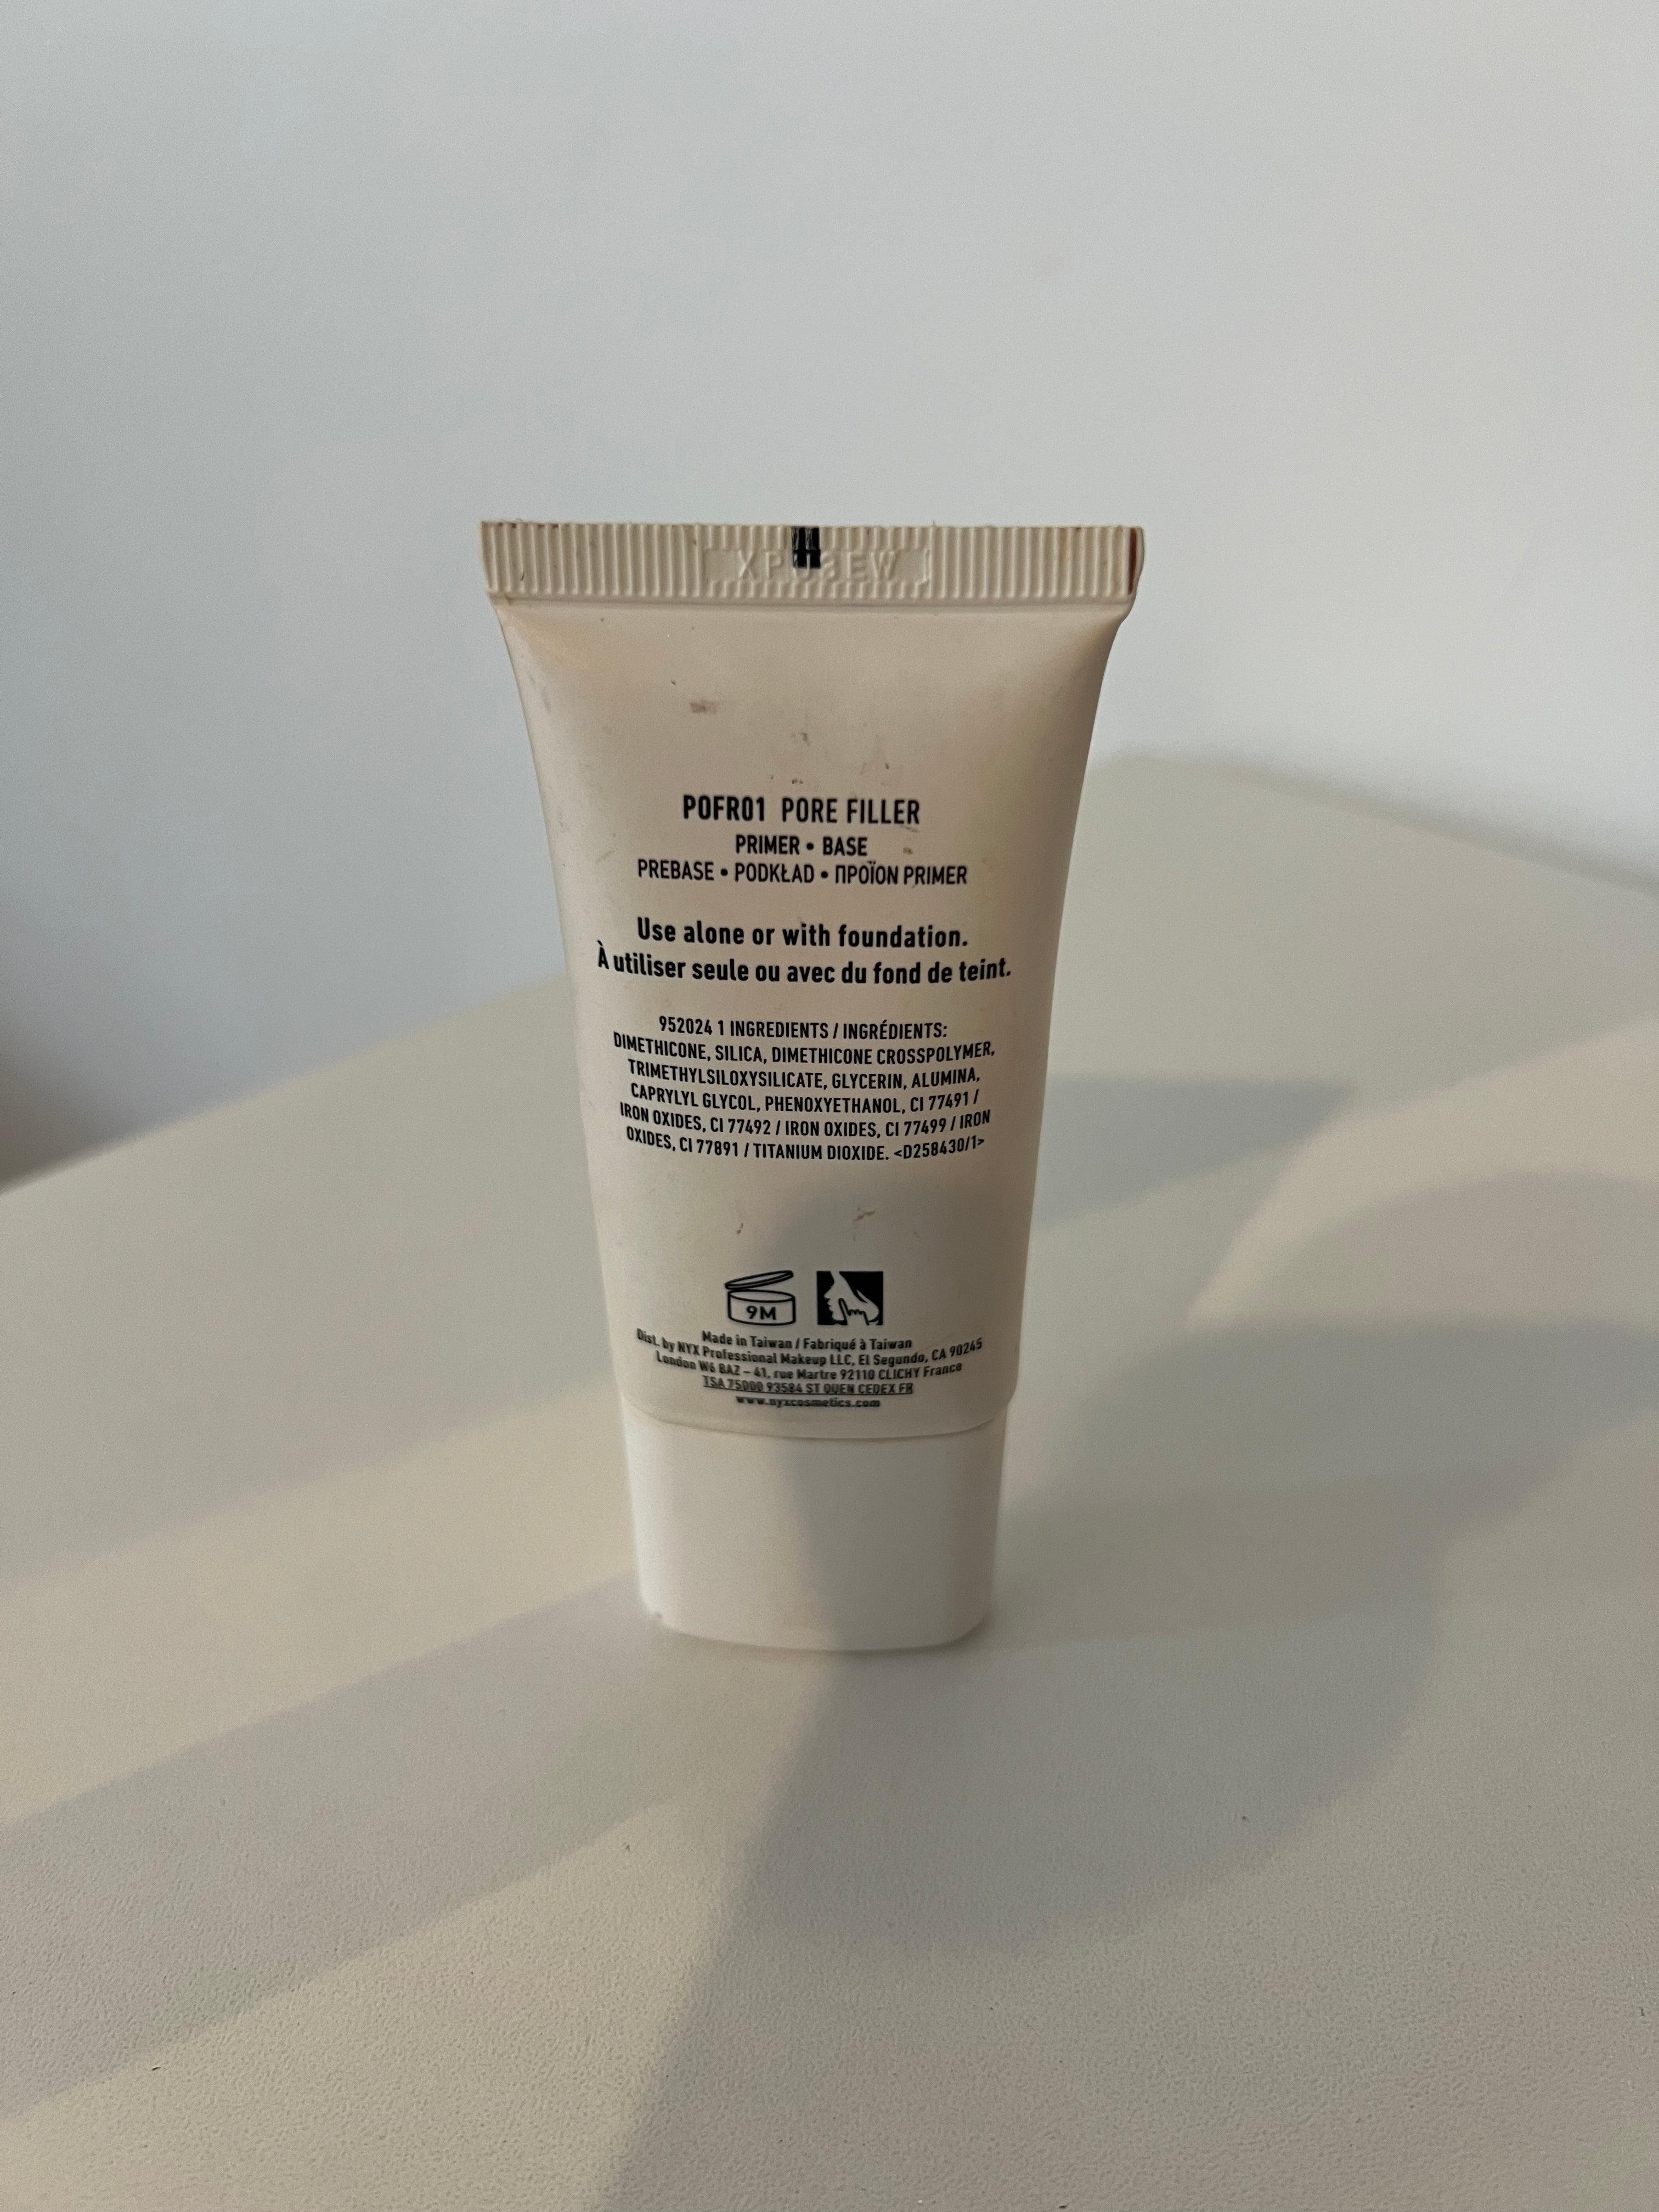 POFR01 PORE FILLER
PRIMER • BASE
PREBASE • PODKŁAD • ΠΡΟΪΟΝ PRIMER
Use alone or with foundation.
À utiliser seule ou avec du fond de teint.
952024 1 INGREDIENTS / INGRÉDIENTS:
DIMETHICONE, SILICA, DIMETHICONE CROSSPOLYMER,
TRIMETHYLSILOXYSILICATE, GLYCERIN, ALUMINA,
CAPRYLYL GLYCOL, PHENOXYETHANOL, CI 77491 /
IRON OXIDES, CI 77492 / IRON OXIDES, CI 77499 / IRON
OXIDES, CI 77891 / TITANIUM DIOXIDE. <D258430/1>
9M
Made in Taiwan / Fabriqué à Taiwan
Dist. by NYX Professional Makeup LLC, El Segundo, CA 90245
London W6 8AZ – 41, rue Martre 92110 CLICHY France
TSA 75000 93584 ST OUEN CEDEX FR
www.nyxcosmetics.com